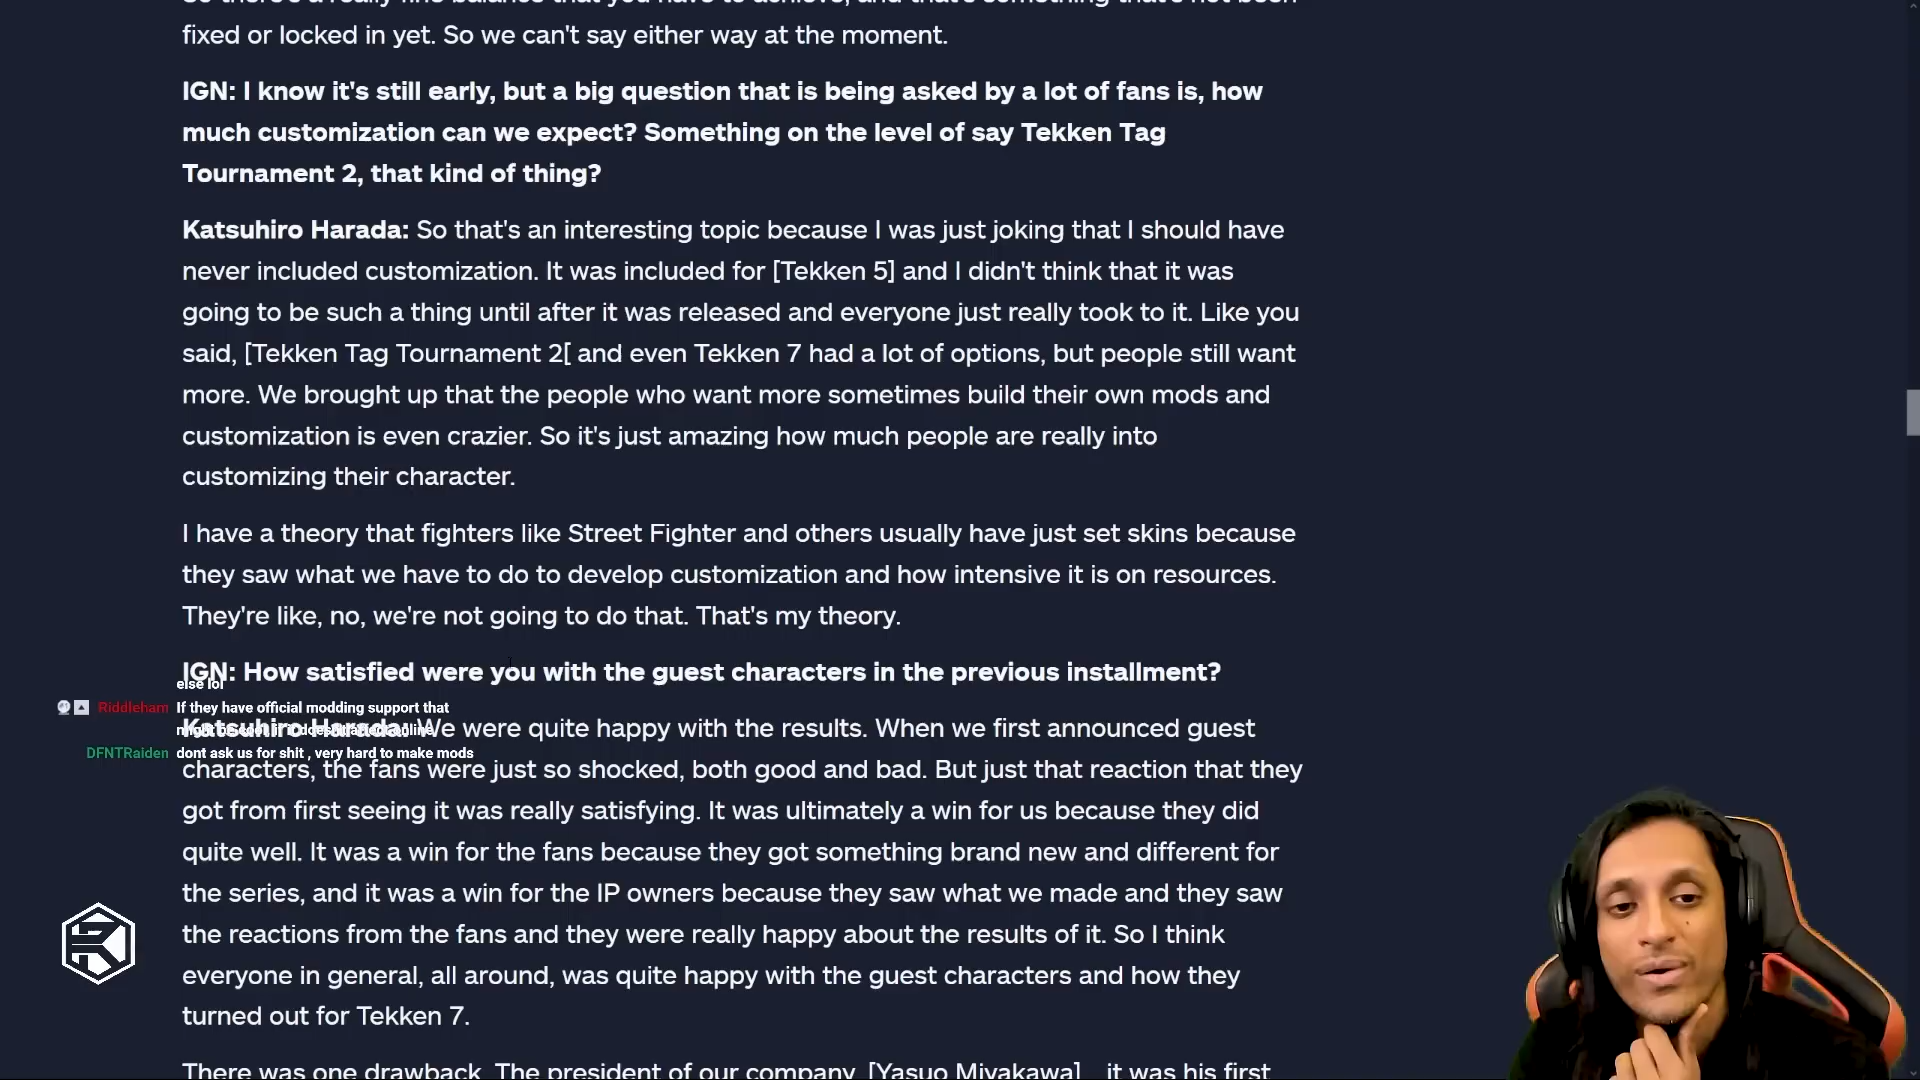 fixed or locked in yet. So we can't say either way at the moment.
IGN: I know it's still early, but a big question that is being asked by a lot of fans is, how
much customization can we expect? Something on the level of say Tekken Tag
Tournament 2, that kind of thing?
Katsuhiro Harada: So that's an interesting topic because I was just joking that I should have
never included customization. It was included for [Tekken 5] and I didn't think that it was
going to be such a thing until after it was released and everyone just really took to it. Like you
said, [Tekken Tag Tournament 2[ and even Tekken 7 had a lot of options, but people still want
more. We brought up that the people who want more sometimes build their own mods and
customization is even crazier. So it's just amazing how much people are really into
customizing their character.
I have a theory that fighters like Street Fighter and others usually have just set skins because
they saw what we have to do to develop customization and how intensive it is on resources.
They're like, no, we're not going to do that. That's my theory.
IGN: How satisfied were you with the guest characters in the previous installment?
else lol
Riddleham If they have official modding support that
Katsuhiro Harada: We were quite happy with the results. When we first announced guest
DFNTRaiden dont ask us for shit , very hard to make mods
characters, the fans were just so shocked, both good and bad. But just that reaction that they
got from first seeing it was really satisfying. It was ultimately a win for us because they did
quite well. It was a win for the fans because they got something brand new and different for
the series, and it was a win for the IP owners because they saw what we made and they saw
the reactions from the fans and they were really happy about the results of it. So I think
everyone in general, all around, was quite happy with the guest characters and how they
turned out for Tekken 7.
There was one drawback. The president of our company, [Yasuo Miyakawa] it was his first